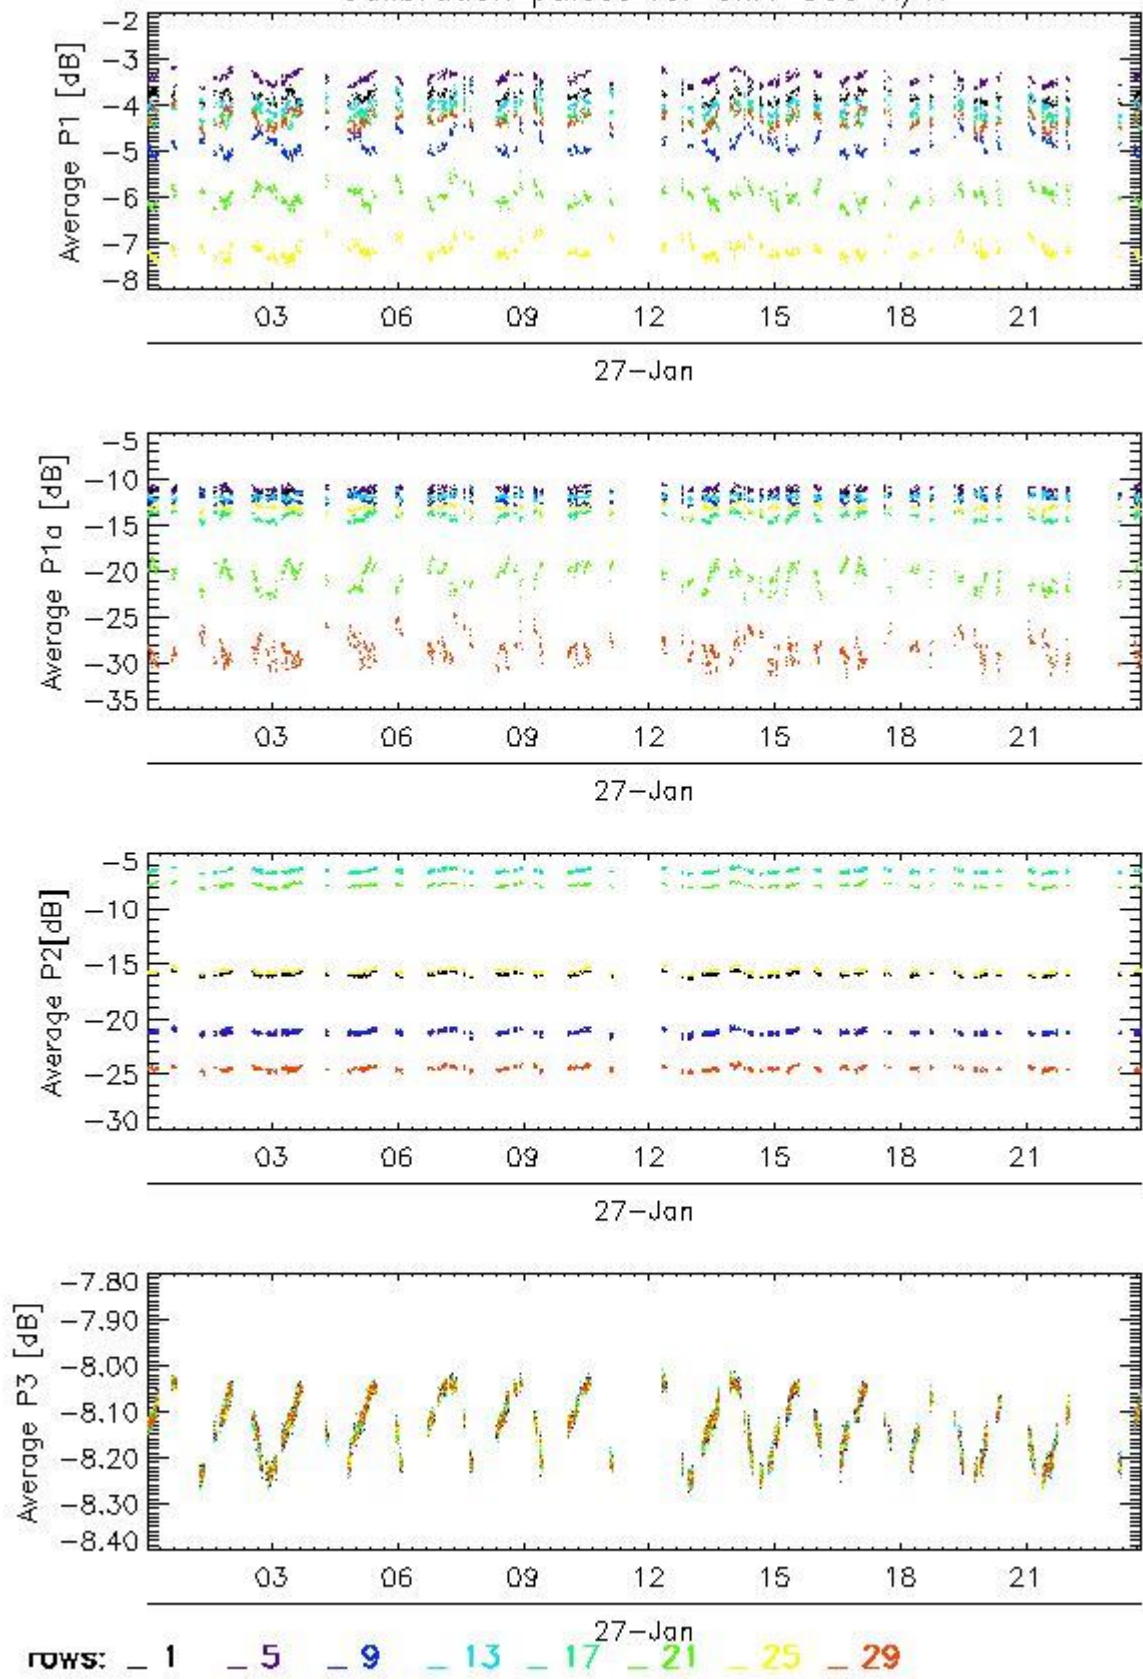 −2
−3
−4
−5
−6
−7
−8
Average P1 [dB]
03 06 09 12 15 18 21
27−Jan
−5
−10
−15
−20
−25
−30
−35
Average P1a [dB]
03 06 09 12 15 18 21
27−Jan
−5
−10
−15
−20
−25
−30
Average P2[dB]
03 06 09 12 15 18 21
27−Jan
−7.80
−7.90
−8.00
−8.10
−8.20
−8.30
−8.40
Average P3 [dB]
03 06 09 12 15 18 21
27−Jan
rows: _ 1 _ 5 _ 9 _ 13 _ 17 _ 21 _ 25 _ 29